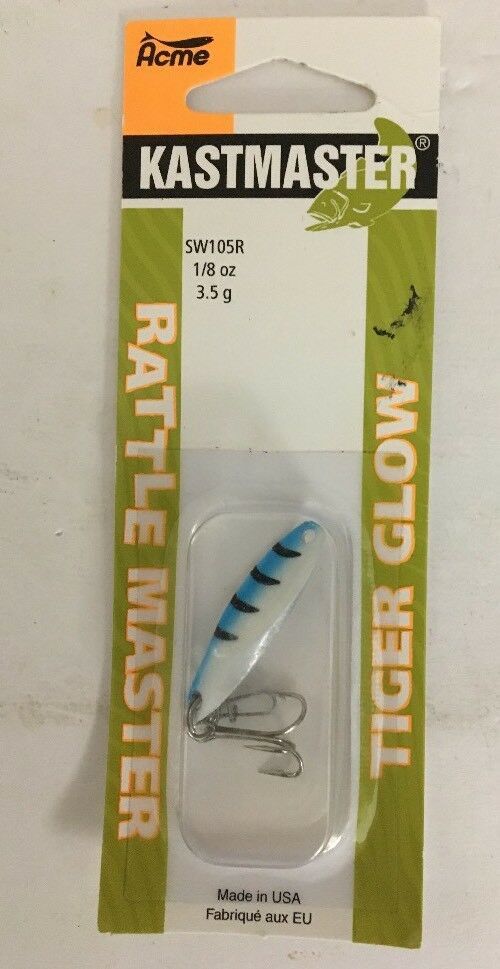 Acme
KASTMASTER®
SW105R
1/8 oz
3.5 g
RATTLE MASTER
TIGER GLOW
Made in USA
Fabriqué aux EU